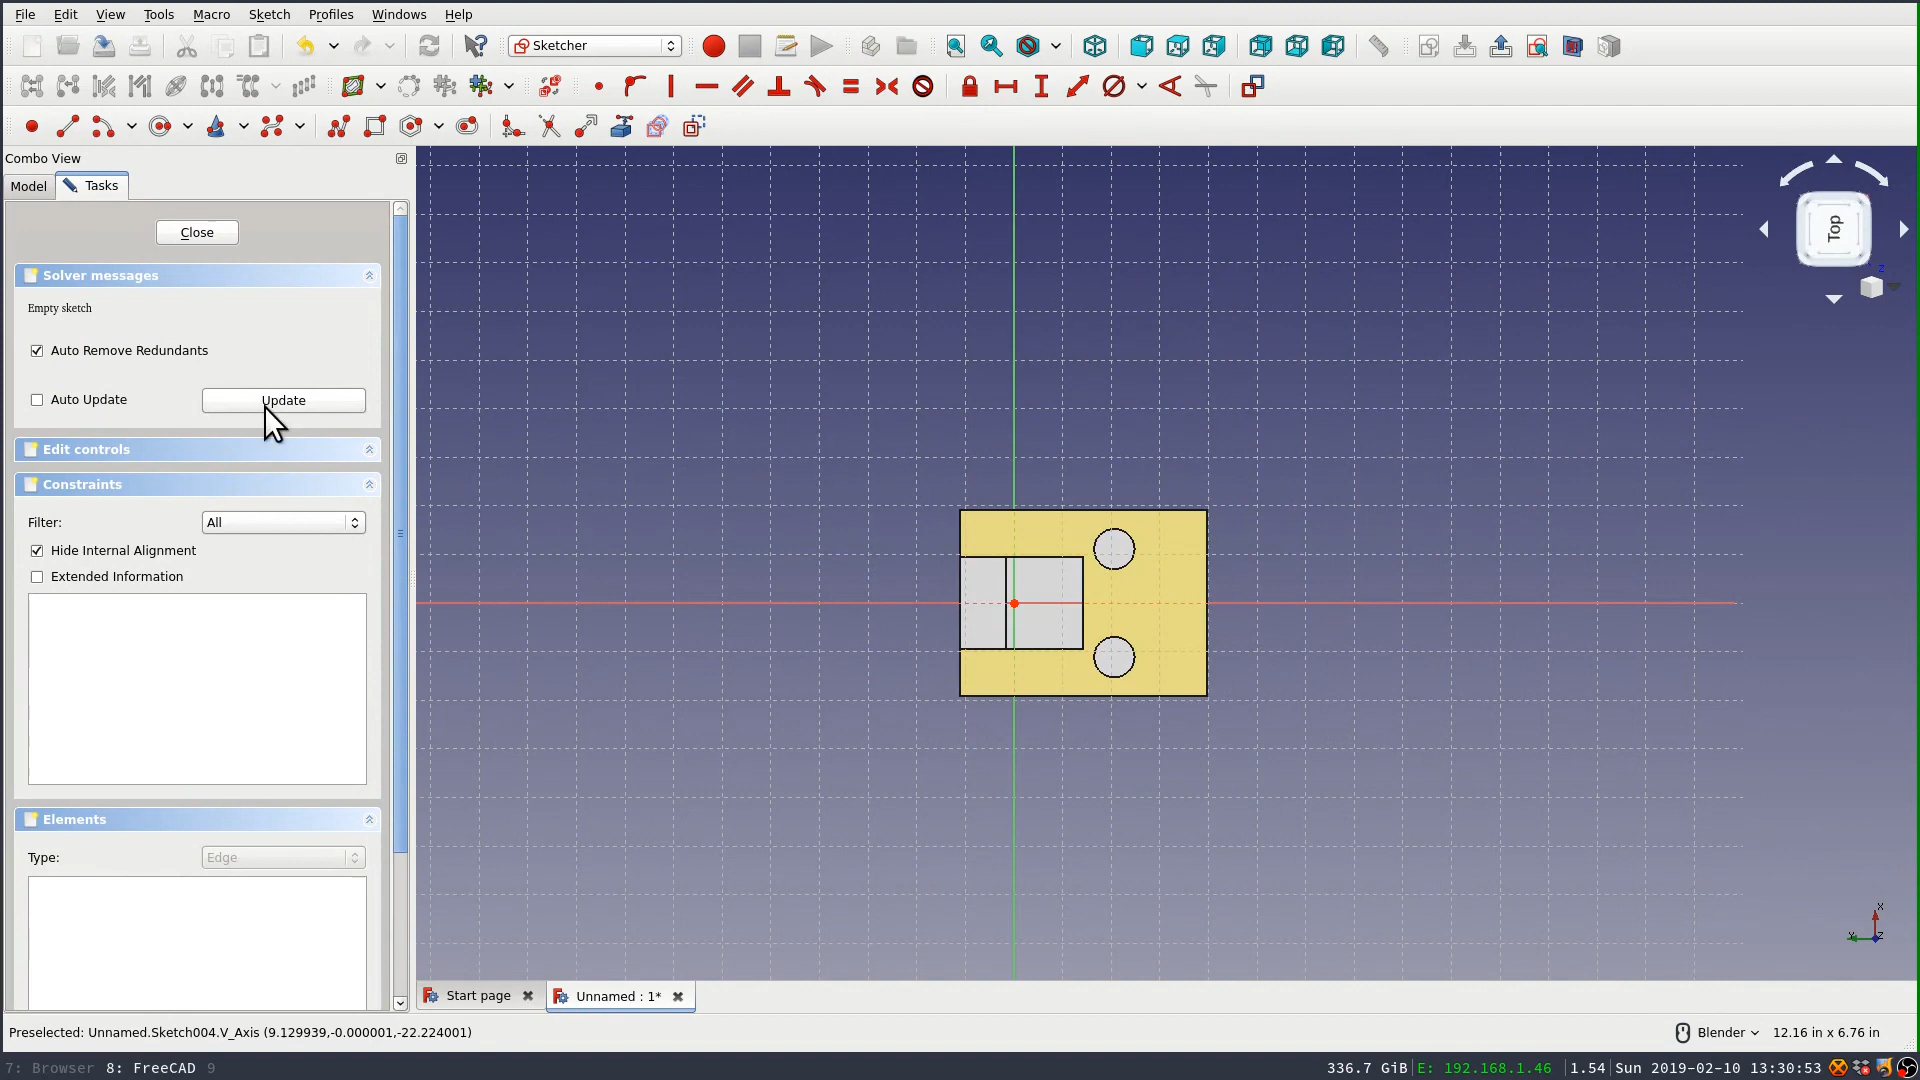 File Edit View Tools Macro Sketch Profiles Windows Help
Sketcher
Combo View
Model Tasks
Close
Solver messages
Empty sketch
Auto Remove Redundants
Auto Update Update
Edit controls
Constraints
Filter: All
Hide Internal Alignment
Extended Information
Elements
Type: Edge
Top
Z
X
Y Z
Start page Unnamed : 1*
Preselected: Unnamed.Sketch004.V_Axis (9.129939,-0.000001,-22.224001) Blender 12.16 in x 6.76 in
7: Browser 8: FreeCAD 9 336.7 GiB E: 192.168.1.46 1.54 Sun 2019-02-10 13:30:53